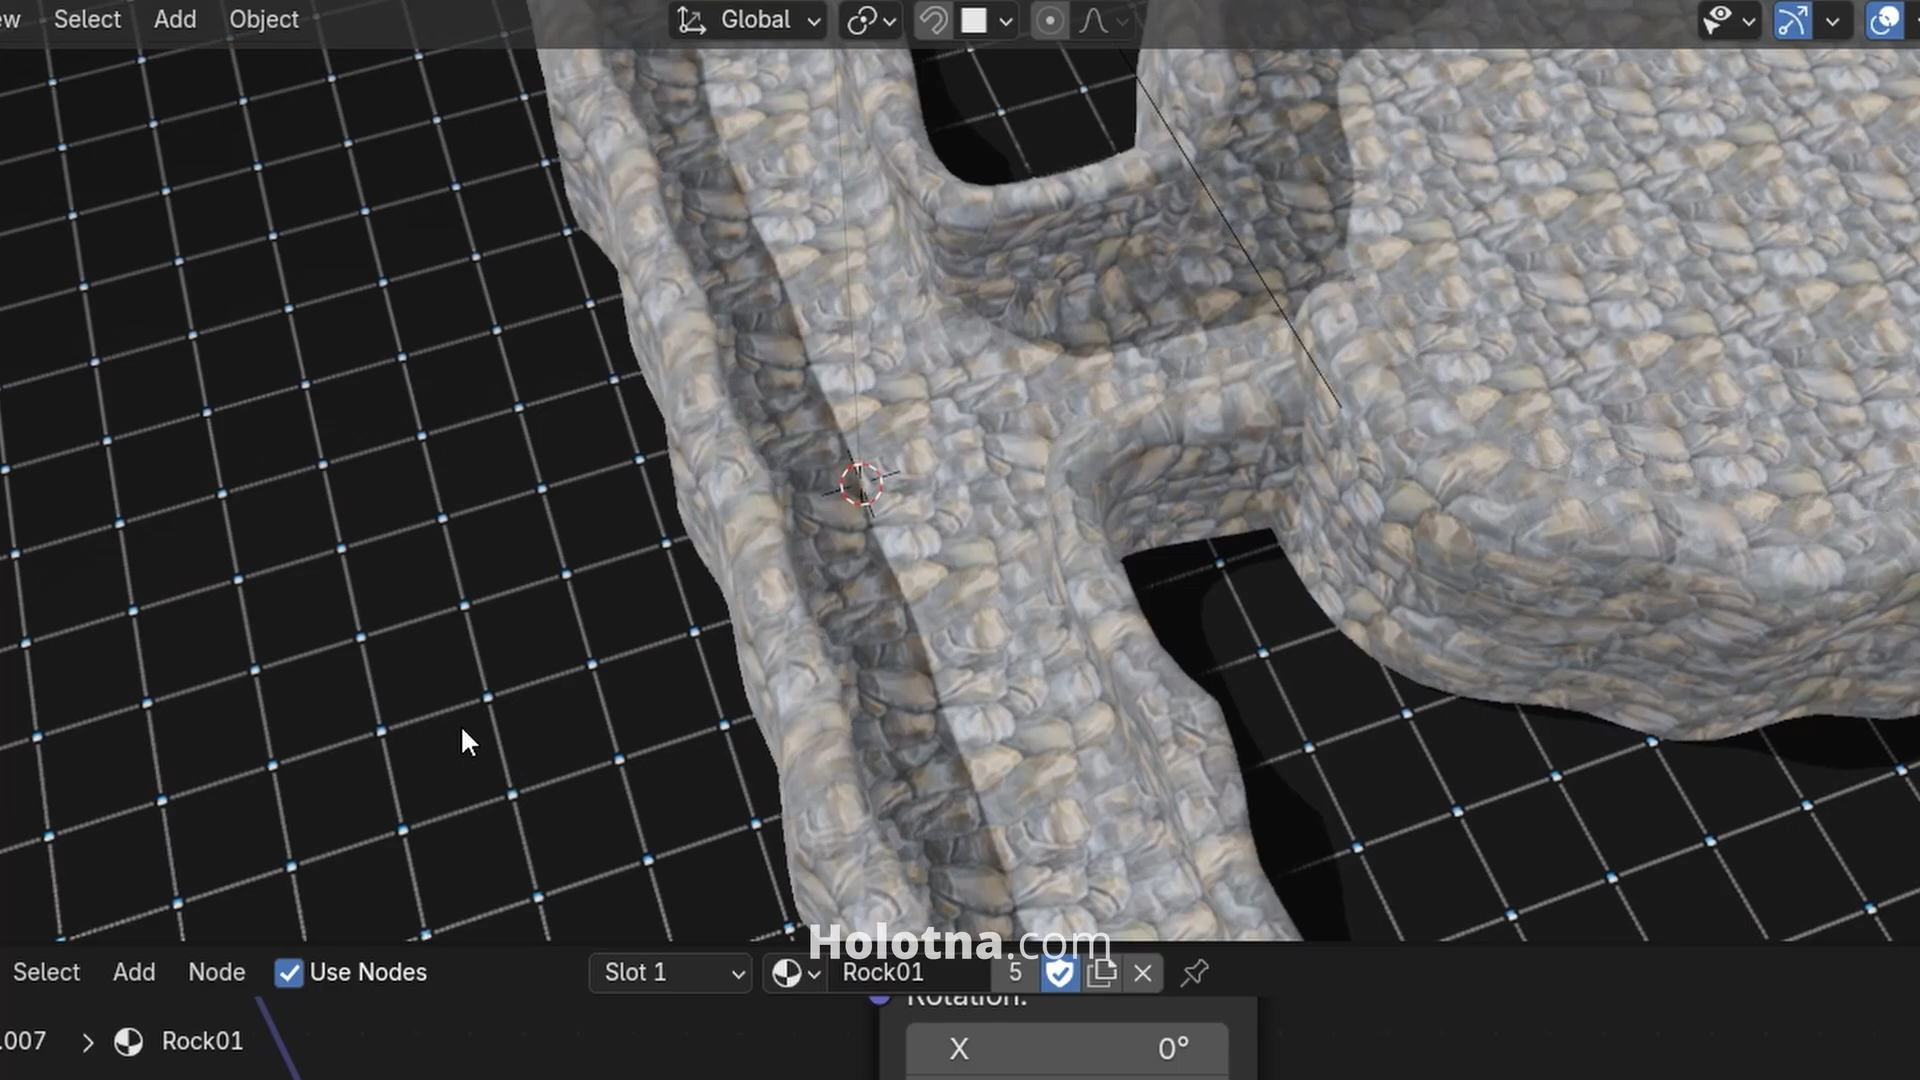 ew Select Add Object Global
Holotna.com
Select Add Node Use Nodes Slot 1 Rock01 5
Rotation:
.007 > Rock01
X 0°